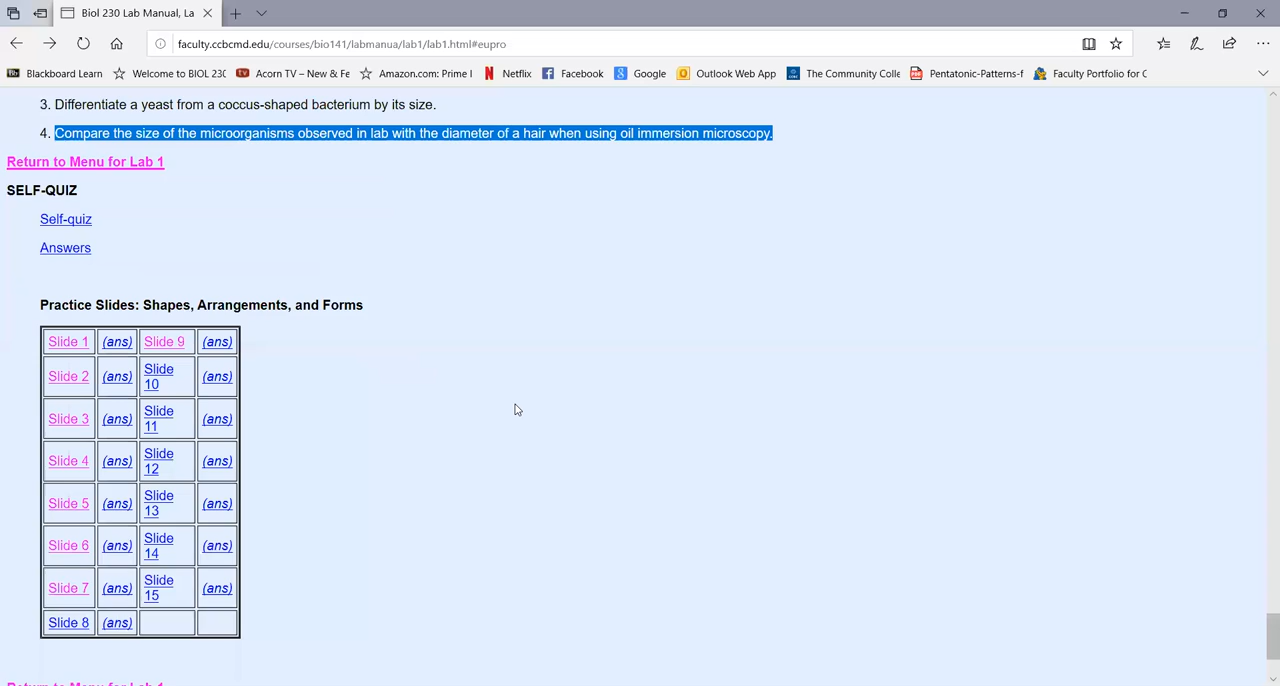 Biol 230 Lab Manual, La
faculty.ccbcmd.edu/courses/bio141/labmanua/lab1/lab1.html#eupro
Blackboard Learn Welcome to BIOL 230 Acorn TV – New & Fe Amazon.com: Prime I Netflix Facebook Google Outlook Web App The Community Colle Pentatonic-Patterns-f Faculty Portfolio for C
3. Differentiate a yeast from a coccus-shaped bacterium by its size.
4. Compare the size of the microorganisms observed in lab with the diameter of a hair when using oil immersion microscopy.
Return to Menu for Lab 1
SELF-QUIZ
Self-quiz
Answers
Practice Slides: Shapes, Arrangements, and Forms
Slide 1 (ans) Slide 9 (ans)
Slide 2 (ans) Slide 10 (ans)
Slide 3 (ans) Slide 11 (ans)
Slide 4 (ans) Slide 12 (ans)
Slide 5 (ans) Slide 13 (ans)
Slide 6 (ans) Slide 14 (ans)
Slide 7 (ans) Slide 15 (ans)
Slide 8 (ans)
Return to Menu for Lab 1